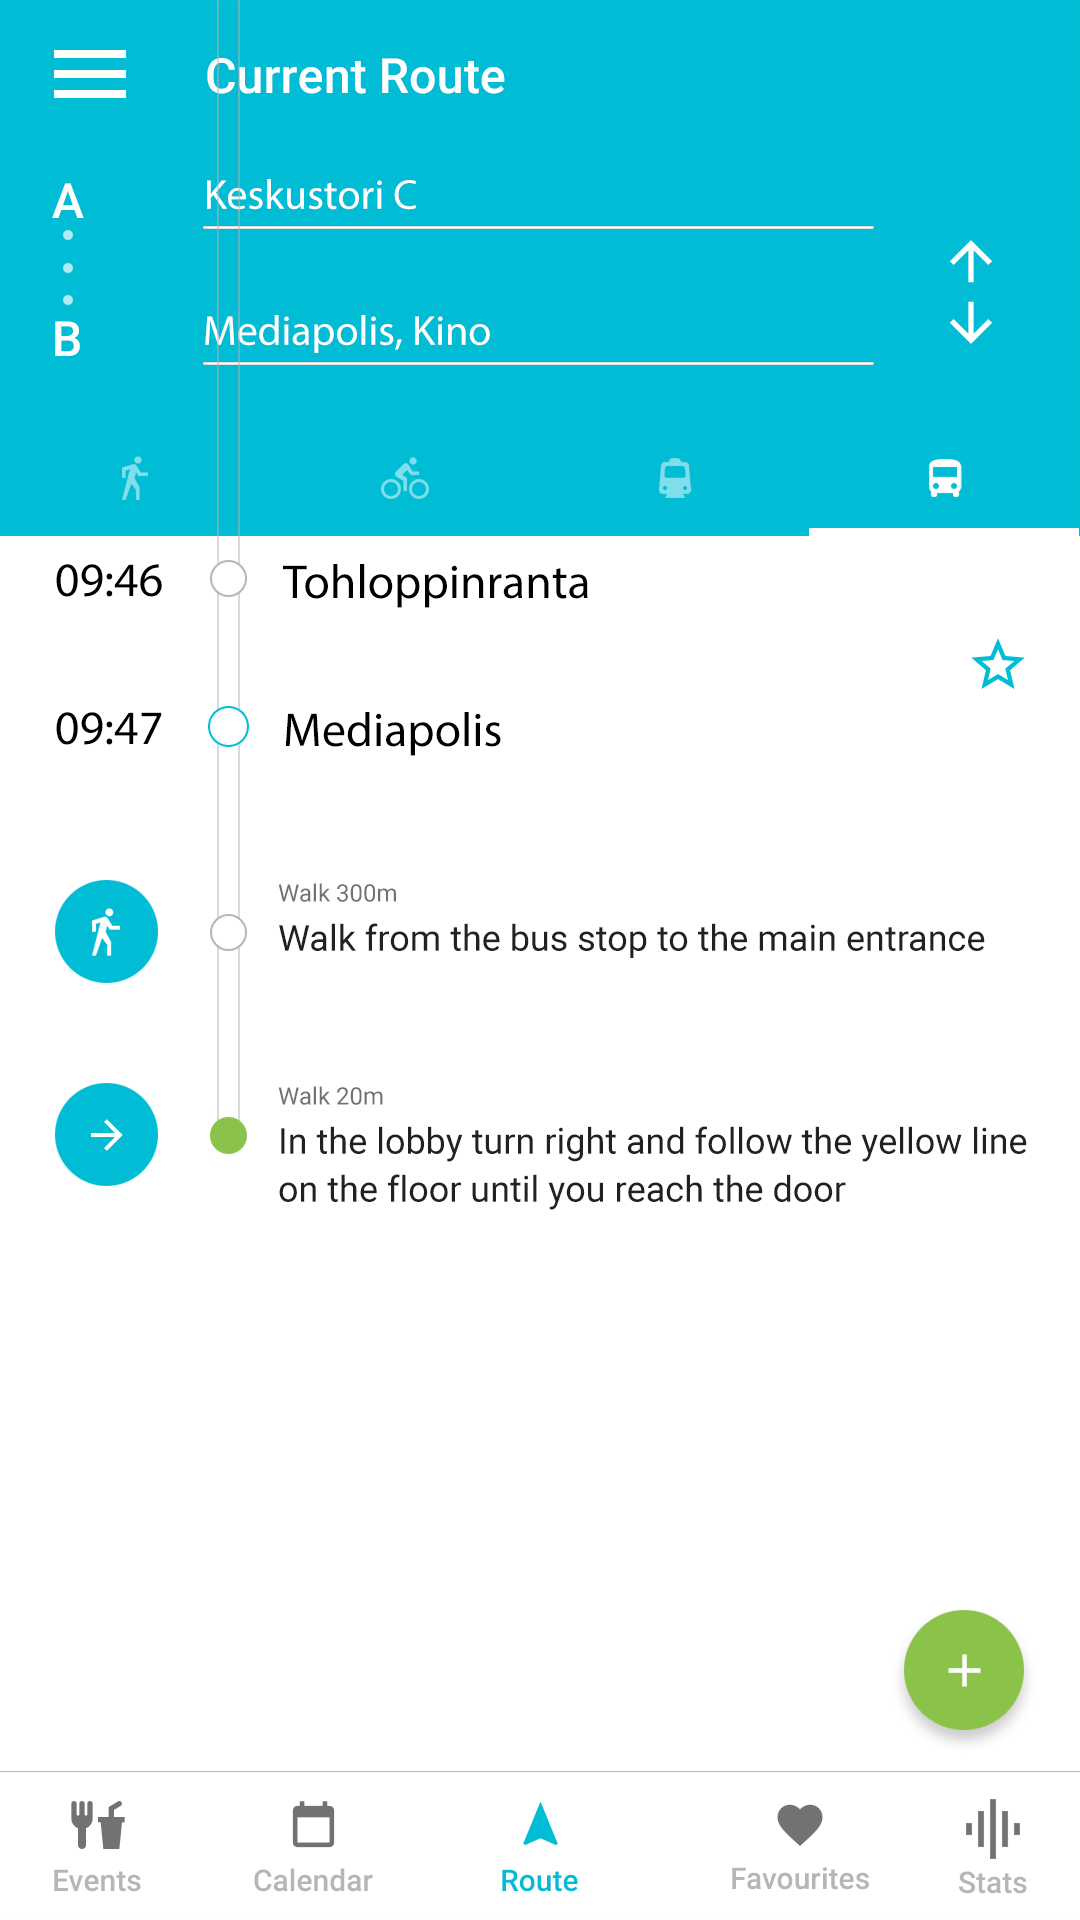 Current Route
A
Keskustori C
B
Mediapolis, Kino
09:46
Tohloppinranta
09:47
Mediapolis
Walk 300m
Walk from the bus stop to the main entrance
Walk 20m
In the lobby turn right and follow the yellow line
on the floor until you reach the door
Events
Calendar
Route
Favourites
Stats